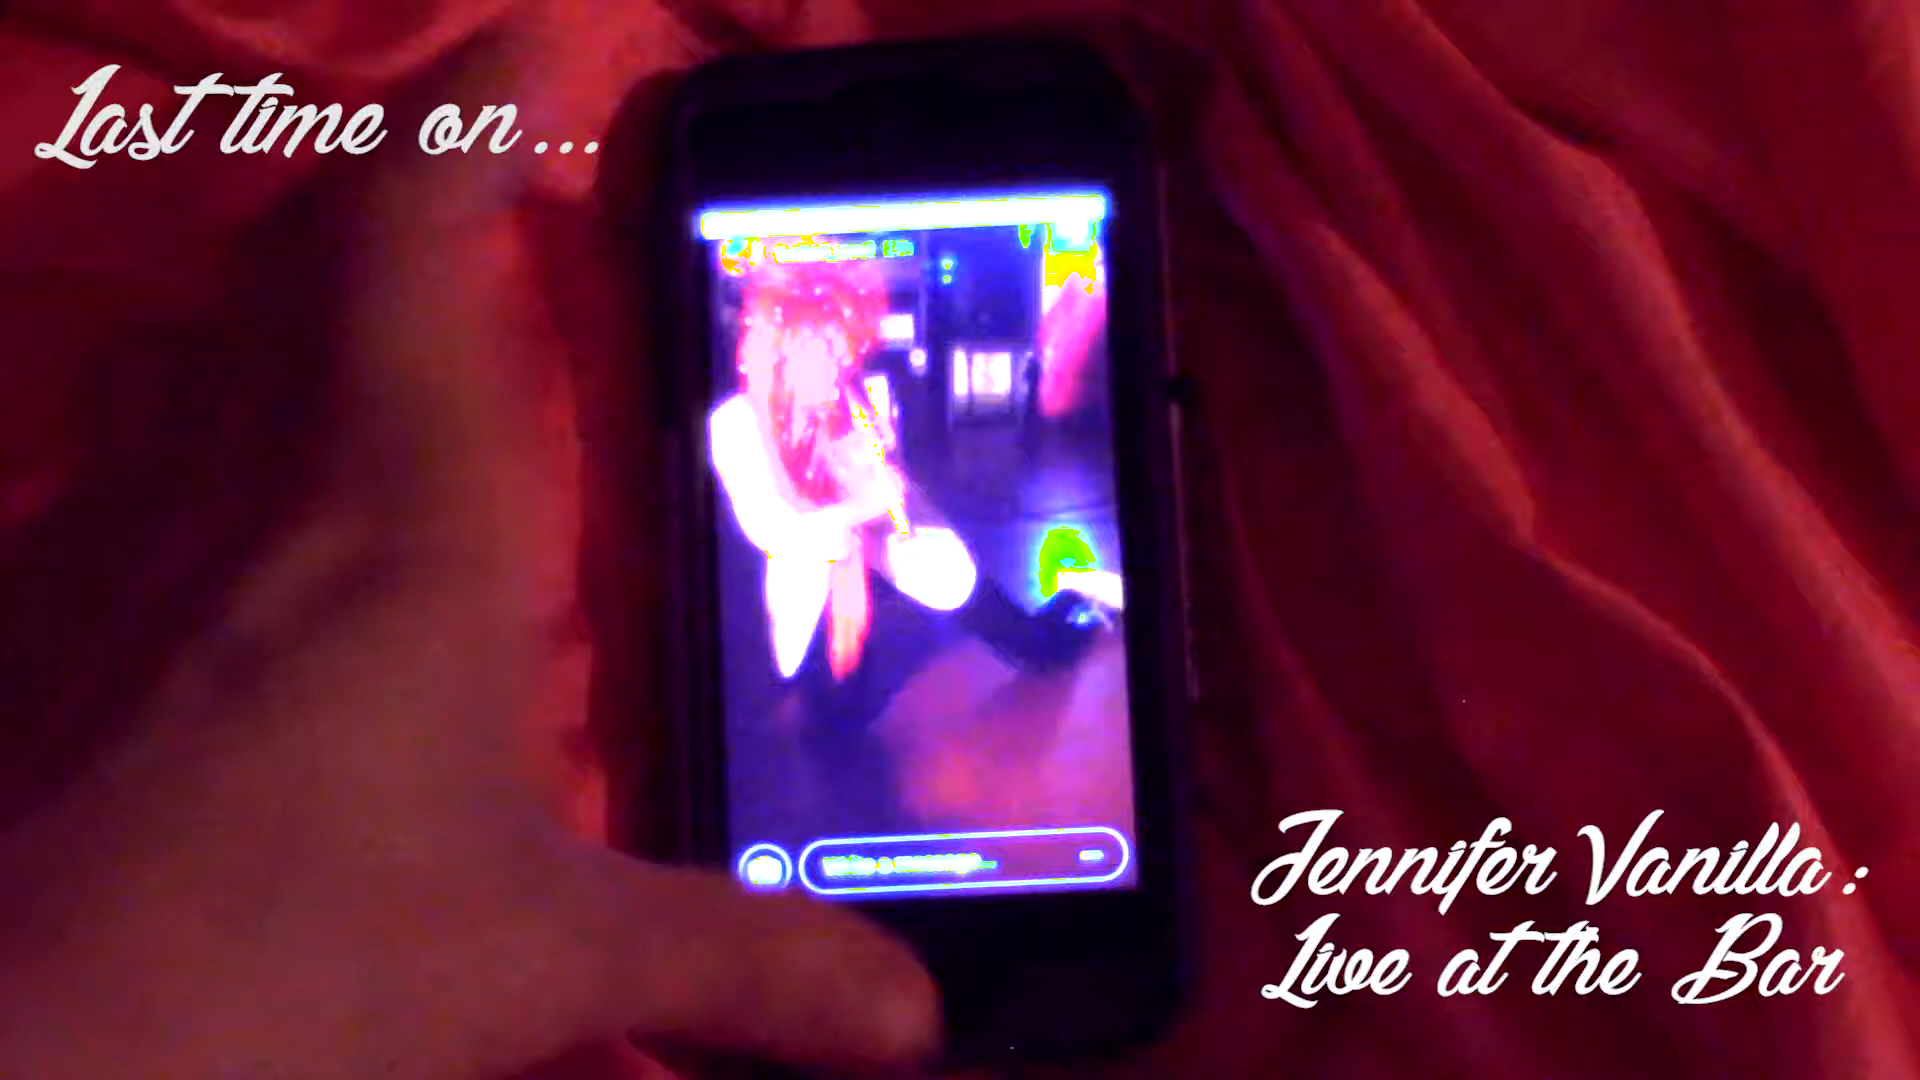 Last time on...
Jennifer Vanilla:
Live at the Bar